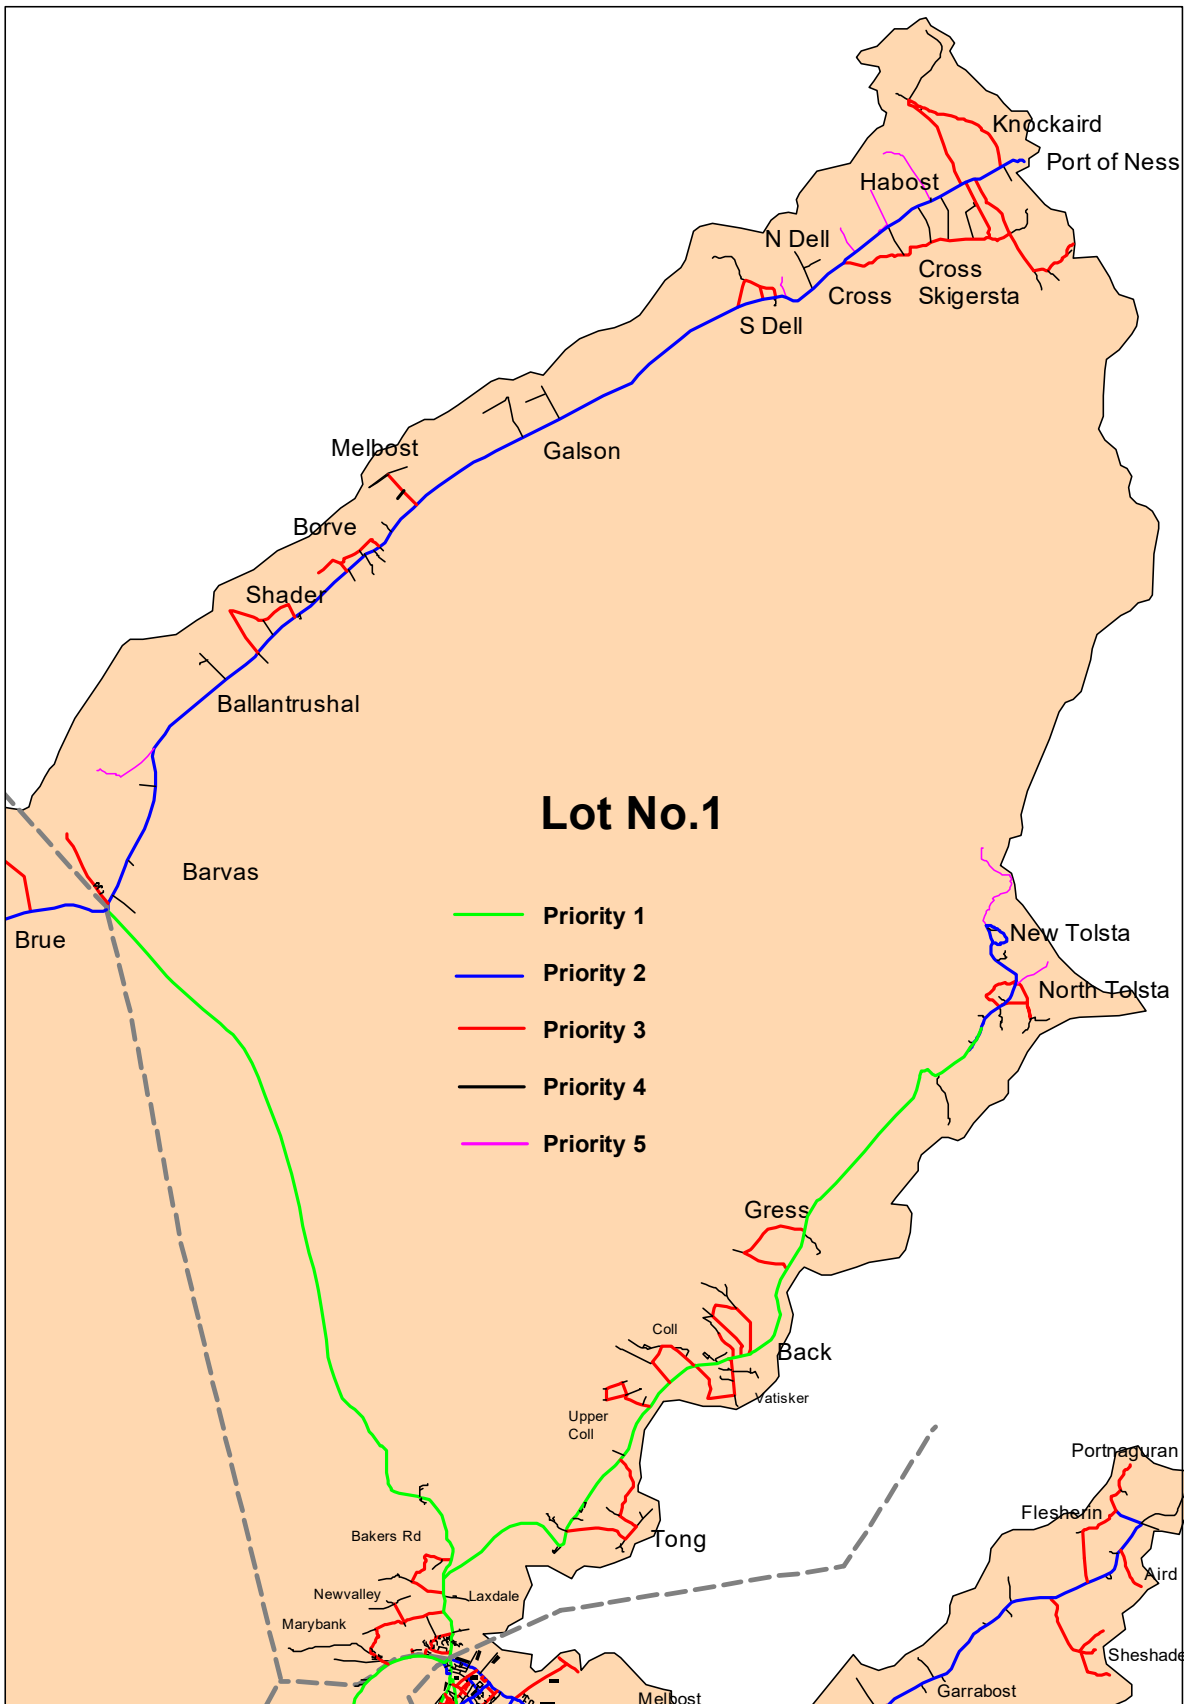 Knockaird
Port of Ness
Habost
N Dell
Cross
Cross
Skigersta
S Dell
Galson
Melbost
Borve
Shader
Ballantrushal
Lot No.1
Barvas
Brue
Priority 1
Priority 2
Priority 3
Priority 4
Priority 5
New Tolsta
North Tolsta
Gress
Coll
Back
Vatisker
Upper
Coll
Portnaguran
Flesherin
Bakers Rd
Tong
Aird
Newvalley
Laxdale
Marybank
Sheshade
Garrabost
Melbost